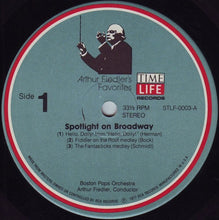 Arthur Fiedler's
Favorites
TIME
LIFE
RECORDS
Side 1
33⅓ RPM
STEREO
STLF-0003-A
Spotlight on Broadway
(1) Hello, Dolly! (Herman)
(2) Fiddler on the Roof medley (Bock)
(3) The Fantasticks medley (Schmidt)
Boston Pops Orchestra
Arthur Fiedler, Conductor